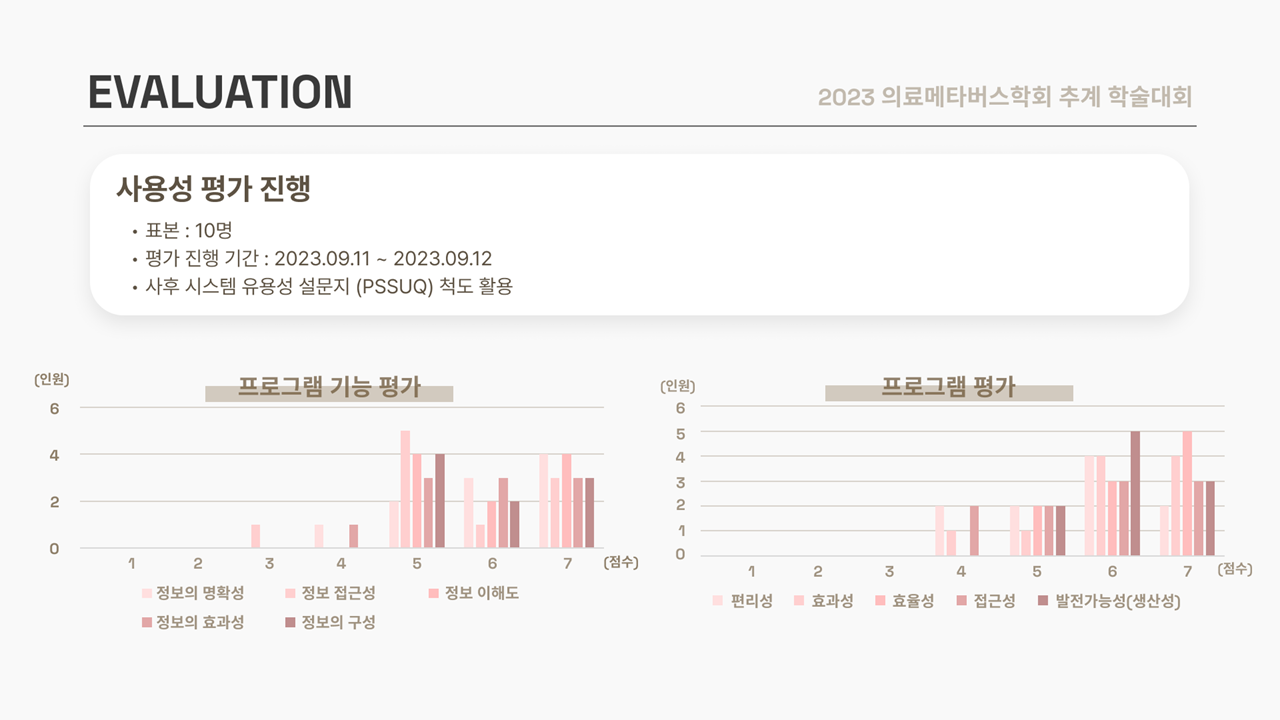 EVALUATION
2023 의료메타버스학회 추계 학술대회
사용성 평가 진행
• 표본 : 10명
• 평가 진행 기간 : 2023.09.11 ~ 2023.09.12
• 사후 시스템 유용성 설문지 (PSSUQ) 척도 활용
(인원)
프로그램 기능 평가
6
4
2
0
1 2 3 4 5 6 7 (점수)
정보의 명확성 정보 접근성 정보 이해도
정보의 효과성 정보의 구성
(인원)
프로그램 평가
6
5
4
3
2
1
0
1 2 3 4 5 6 7 (점수)
편리성 효과성 효율성 접근성 발전가능성(생산성)